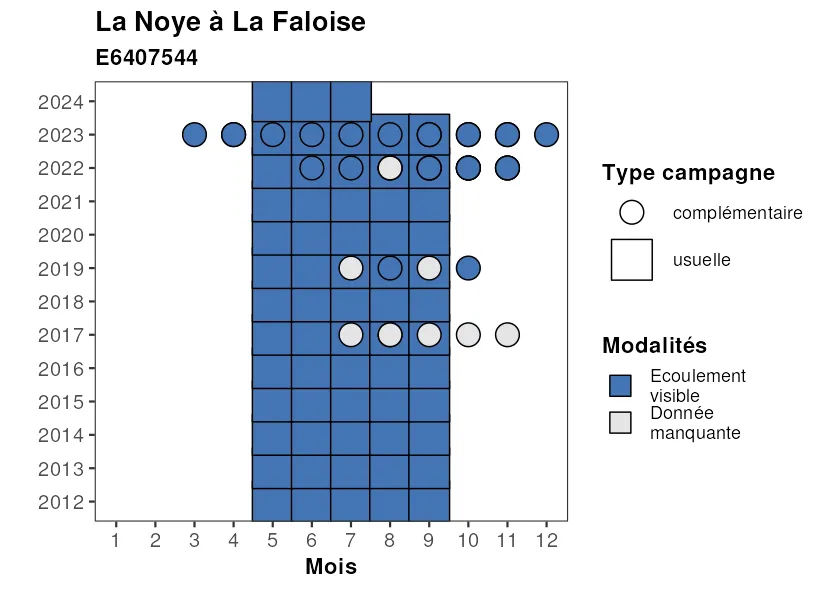 La Noye à La Faloise
E6407544
2024
2023
2022
2021
2020
2019
2018
2017
2016
2015
2014
2013
2012
1 2 3 4 5 6 7 8 9 10 11 12
Mois
Type campagne
complémentaire
usuelle
Modalités
Ecoulement
visible
Donnée
manquante